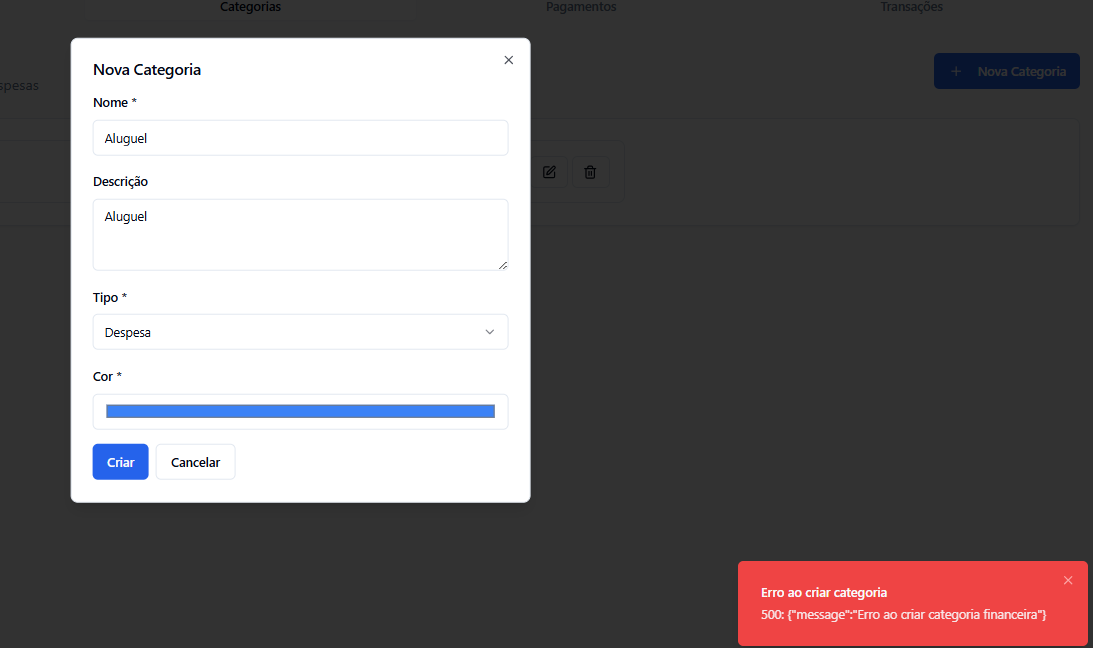 Categorias
Pagamentos
Transações
Nova Categoria
spesas
+ Nova Categoria
Nome *
Aluguel
Descrição
Aluguel
Tipo *
Despesa
Cor *
Criar
Cancelar
Erro ao criar categoria
500: {"message":"Erro ao criar categoria financeira"}